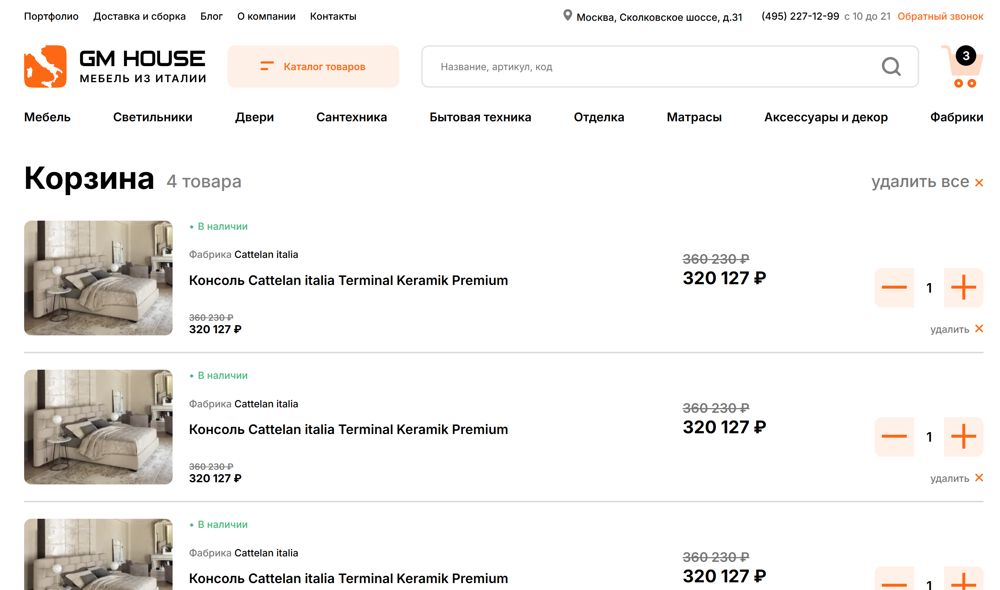 Портфолио Доставка и сборка Блог О компании Контакты Москва, Сколковское шоссе, д.31 (495) 227-12-99 с 10 до 21 Обратный звонок
GM HOUSE
МЕБЕЛЬ ИЗ ИТАЛИИ
Каталог товаров
Название, артикул, код
3
Мебель Светильники Двери Сантехника Бытовая техника Отделка Матрасы Аксессуары и декор Фабрики
Корзина 4 товара удалить все
• В наличии
Фабрика Cattelan italia
Консоль Cattelan italia Terminal Keramik Premium
360 230 ₽
320 127 ₽
360 230 ₽
320 127 ₽
1
удалить
• В наличии
Фабрика Cattelan italia
Консоль Cattelan italia Terminal Keramik Premium
360 230 ₽
320 127 ₽
360 230 ₽
320 127 ₽
1
удалить
• В наличии
Фабрика Cattelan italia
Консоль Cattelan italia Terminal Keramik Premium
360 230 ₽
320 127 ₽
1